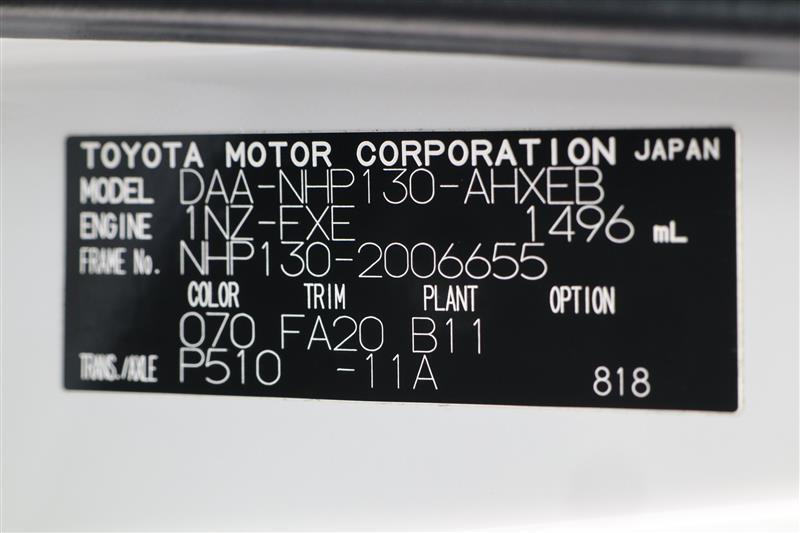 TOYOTA MOTOR CORPORATION JAPAN
MODEL DAA-NHP130-AHXEB
ENGINE 1NZ-FXE 1496 mL
FRAME No. NHP130-2006655
COLOR TRIM PLANT OPTION
070 FA20 B11
TRANS./AXLE P510 -11A 818